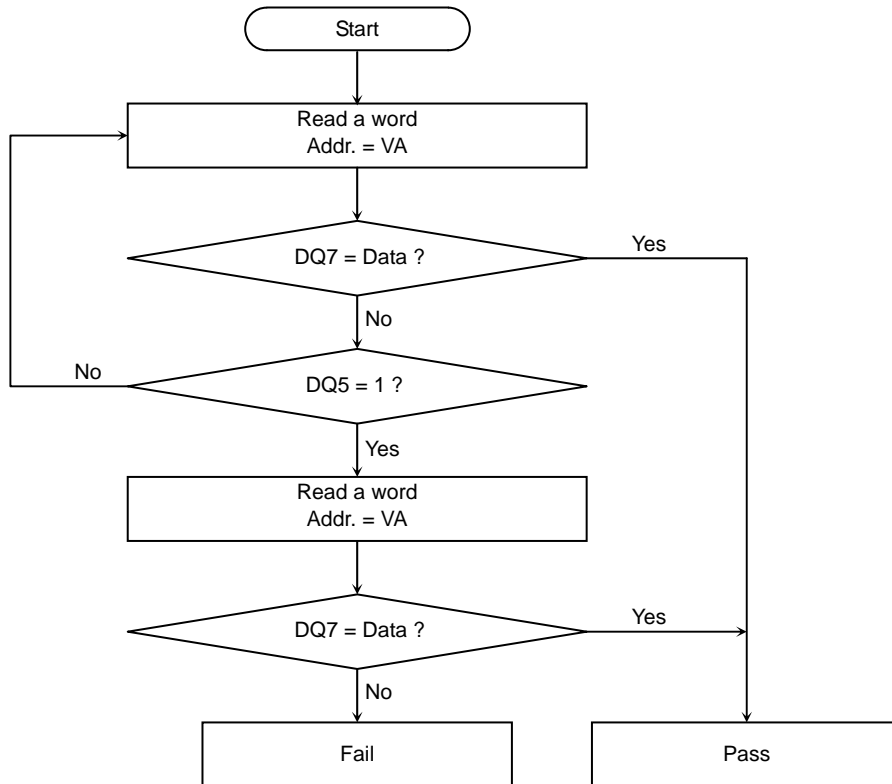 Start
Read a word
Addr. = VA
DQ7 = Data ?
Yes
No
No
DQ5 = 1 ?
Yes
Read a word
Addr. = VA
DQ7 = Data ?
Yes
No
Fail
Pass